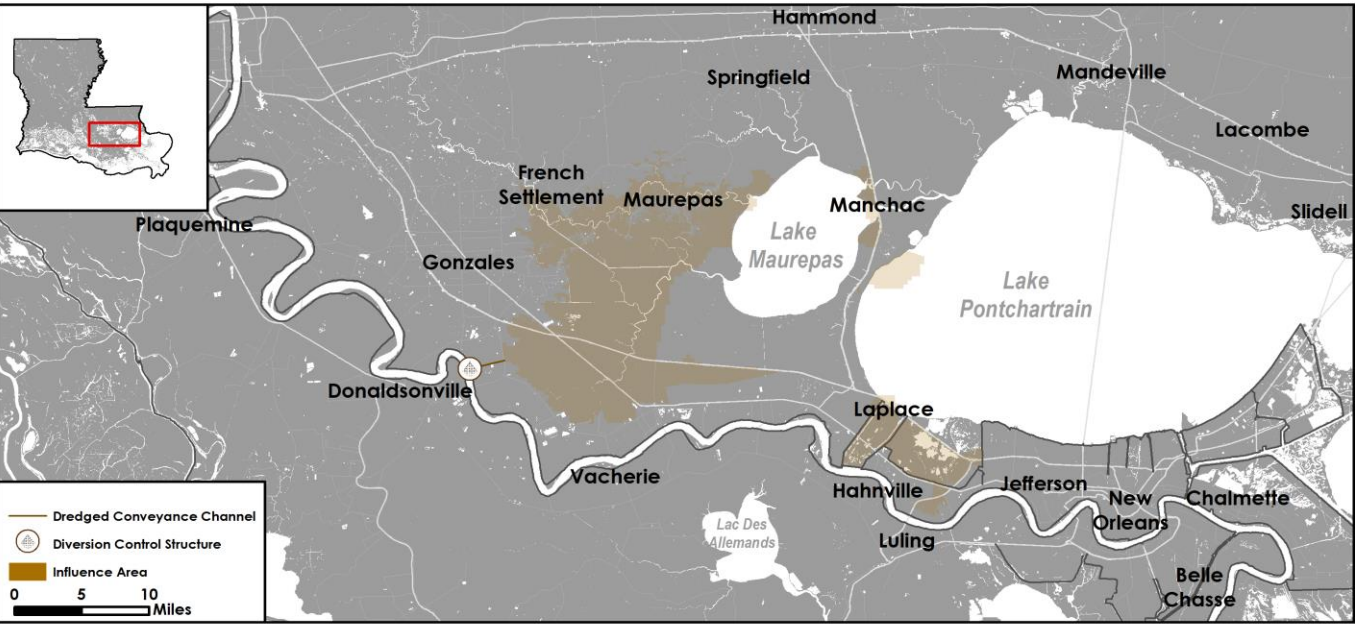 Hammond
Springfield
Mandeville
Lacombe
French
Settlement
Maurepas
Manchac
Slidell
Plaquemine
Lake
Maurepas
Gonzales
Lake
Pontchartrain
Donaldsonville
Laplace
Vacherie
Hahnville
Jefferson
New
Orleans
Chalmette
Lac Des
Allemands
Luling
Belle
Chasse
Dredged Conveyance Channel
Diversion Control Structure
Influence Area
0 5 10
Miles